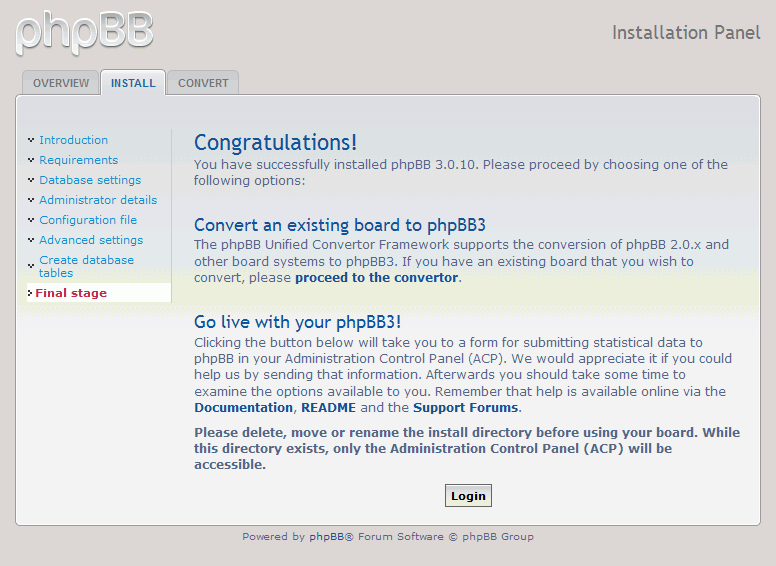 phpBB
Installation Panel
OVERVIEW
INSTALL
CONVERT
Introduction
Requirements
Database settings
Administrator details
Configuration file
Advanced settings
Create database
tables
Final stage
Congratulations!
You have successfully installed phpBB 3.0.10. Please proceed by choosing one of the
following options:
Convert an existing board to phpBB3
The phpBB Unified Convertor Framework supports the conversion of phpBB 2.0.x and
other board systems to phpBB3. If you have an existing board that you wish to
convert, please proceed to the convertor.
Go live with your phpBB3!
Clicking the button below will take you to a form for submitting statistical data to
phpBB in your Administration Control Panel (ACP). We would appreciate it if you could
help us by sending that information. Afterwards you should take some time to
examine the options available to you. Remember that help is available online via the
Documentation, README and the Support Forums.
Please delete, move or rename the install directory before using your board. While
this directory exists, only the Administration Control Panel (ACP) will be
accessible.
Login
Powered by phpBB® Forum Software © phpBB Group